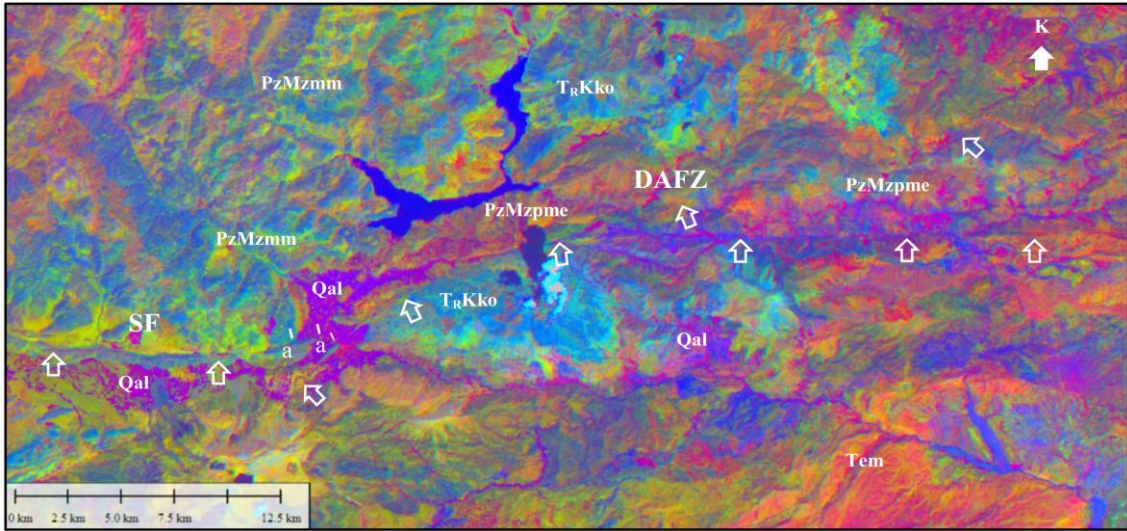 K
PzMzmm
TRKko
DAFZ
PzMzpme
PzMzpme
PzMzmm
Qal
TRKko
SF
a
a
Qal
Qal
Tem
0 km
2.5 km
5.0 km
7.5 km
12.5 km